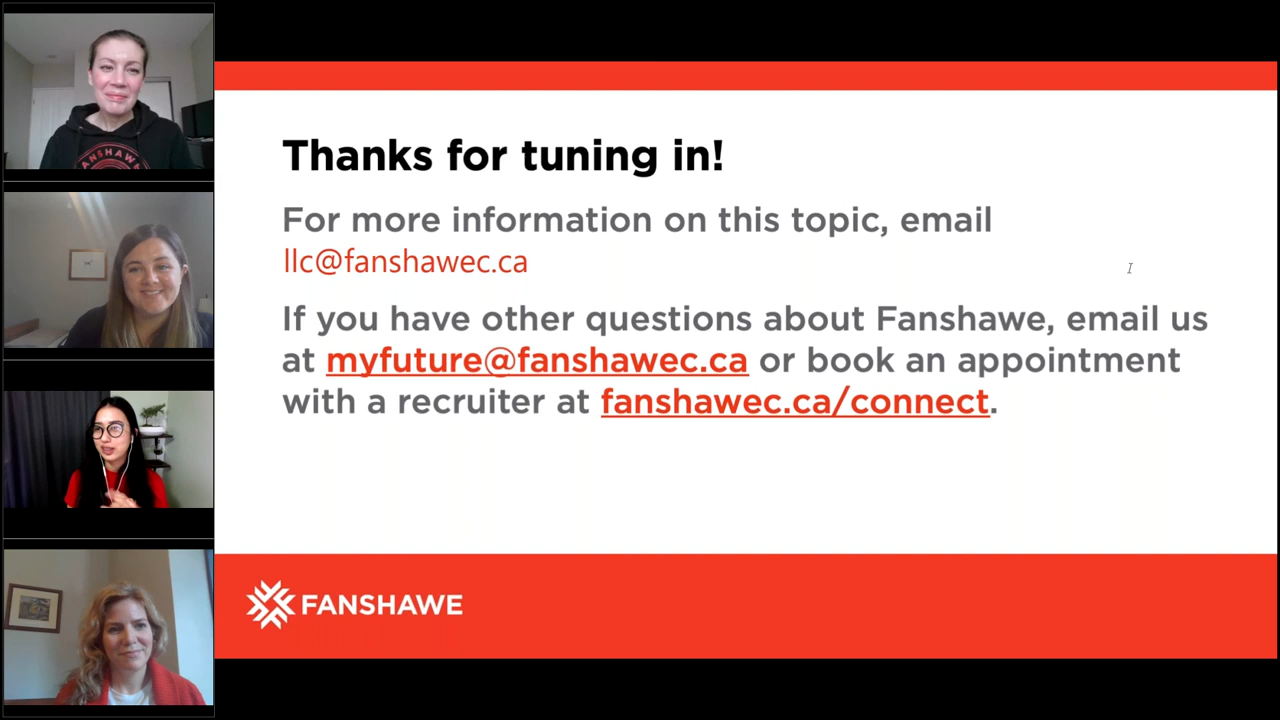 Thanks for tuning in!
For more information on this topic, email
llc@fanshawec.ca
If you have other questions about Fanshawe, email us
at myfuture@fanshawec.ca or book an appointment
with a recruiter at fanshawec.ca/connect.
FANSHAWE
FANSHAWE